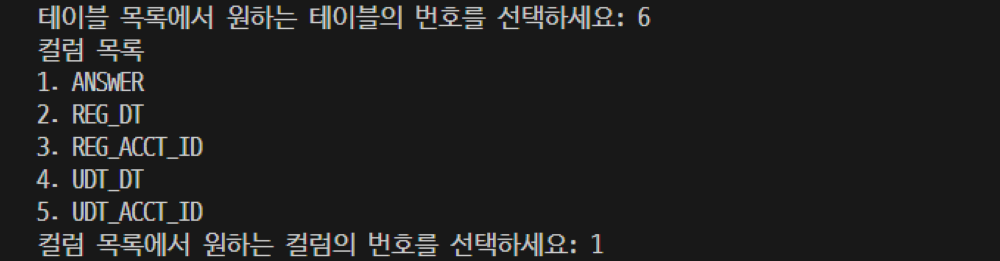 테이블 목록에서 원하는 테이블의 번호를 선택하세요: 6
컬럼 목록
1. ANSWER
2. REG_DT
3. REG_ACCT_ID
4. UDT_DT
5. UDT_ACCT_ID
컬럼 목록에서 원하는 컬럼의 번호를 선택하세요: 1